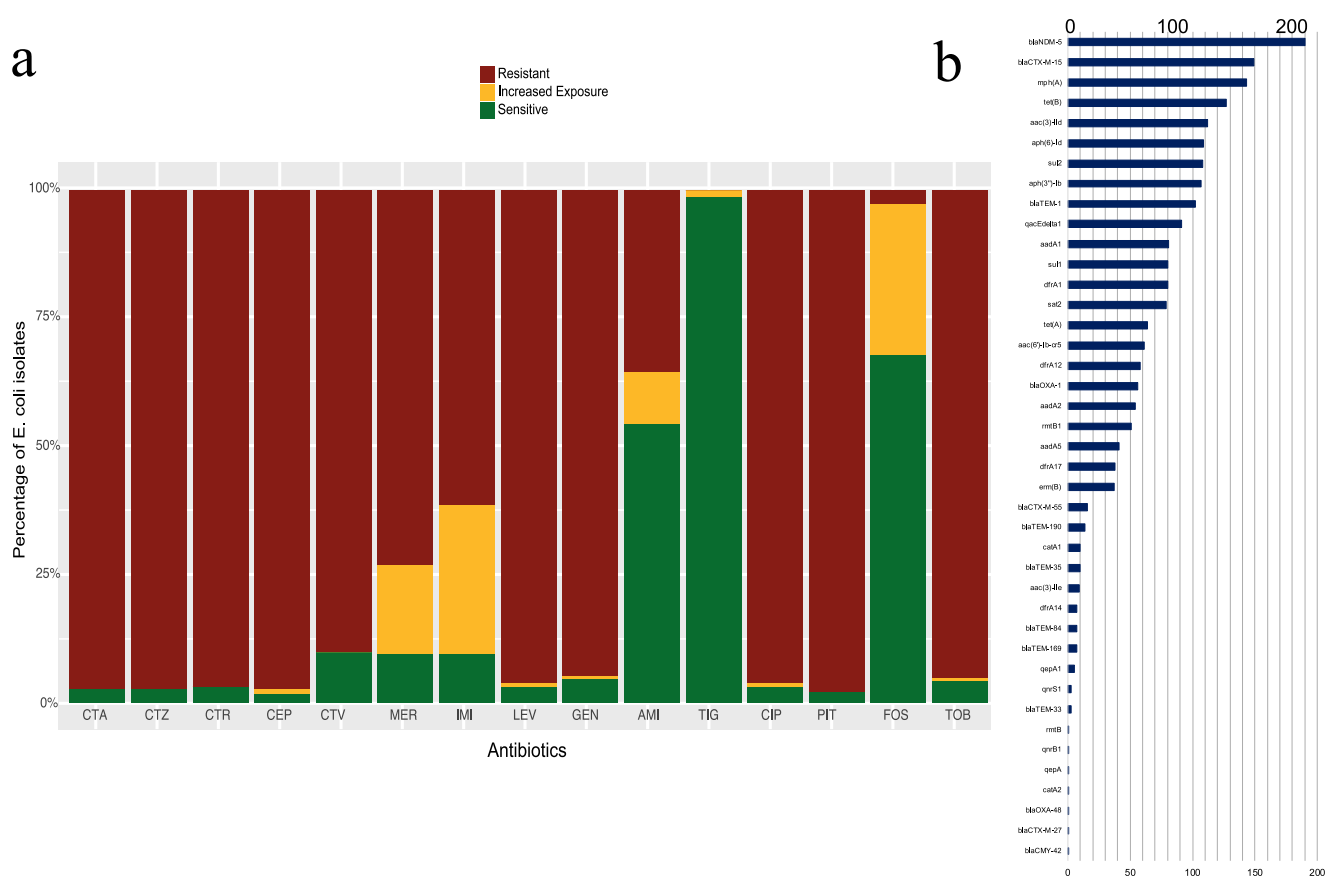 a
Resistant
Increased Exposure
Sensitive
100%
75%
50%
25%
0%
Percentage of E. coli isolates
CTA CTZ CTR CEP CTV MER IMI LEV GEN AMI TIG CIP PIT FOS TOB
Antibiotics
b
0 100 200
blaNDM-5
blaCTX-M-15
mph(A)
tet(B)
aac(3)-IId
aph(6)-Id
sul2
aph(3")-Ib
blaTEM-1
qacEdelta1
aadA1
sul1
dfrA1
sat2
tet(A)
aac(6')-Ib-cr5
dfrA12
blaOXA-1
aadA2
rmtB1
aadA5
dfrA17
erm(B)
blaCTX-M-55
blaTEM-190
catA1
blaTEM-35
aac(3)-IIe
dfrA14
blaTEM-84
blaTEM-169
qepA1
qnrS1
blaTEM-33
rmtB
qnrB1
qepA
catA2
blaOXA-48
blaCTX-M-27
blaCMY-42
0 50 100 150 200